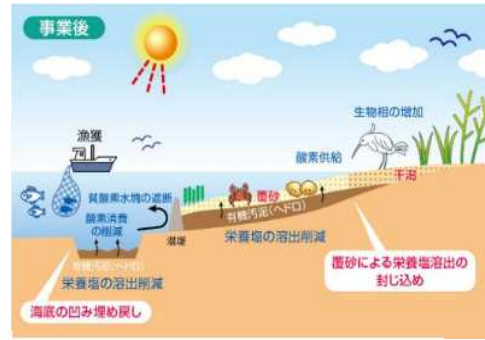 事業後
生物相の増加
漁獲
酸素供給
干潟
貧酸素水塊の遮断
覆砂
酸素消費
の削減
有機汚泥(ヘドロ)
潜堤
栄養塩の溶出削減
有機汚泥(ヘドロ)
栄養塩の溶出削減
覆砂による栄養塩溶出の
封じ込め
海底の凹み埋め戻し